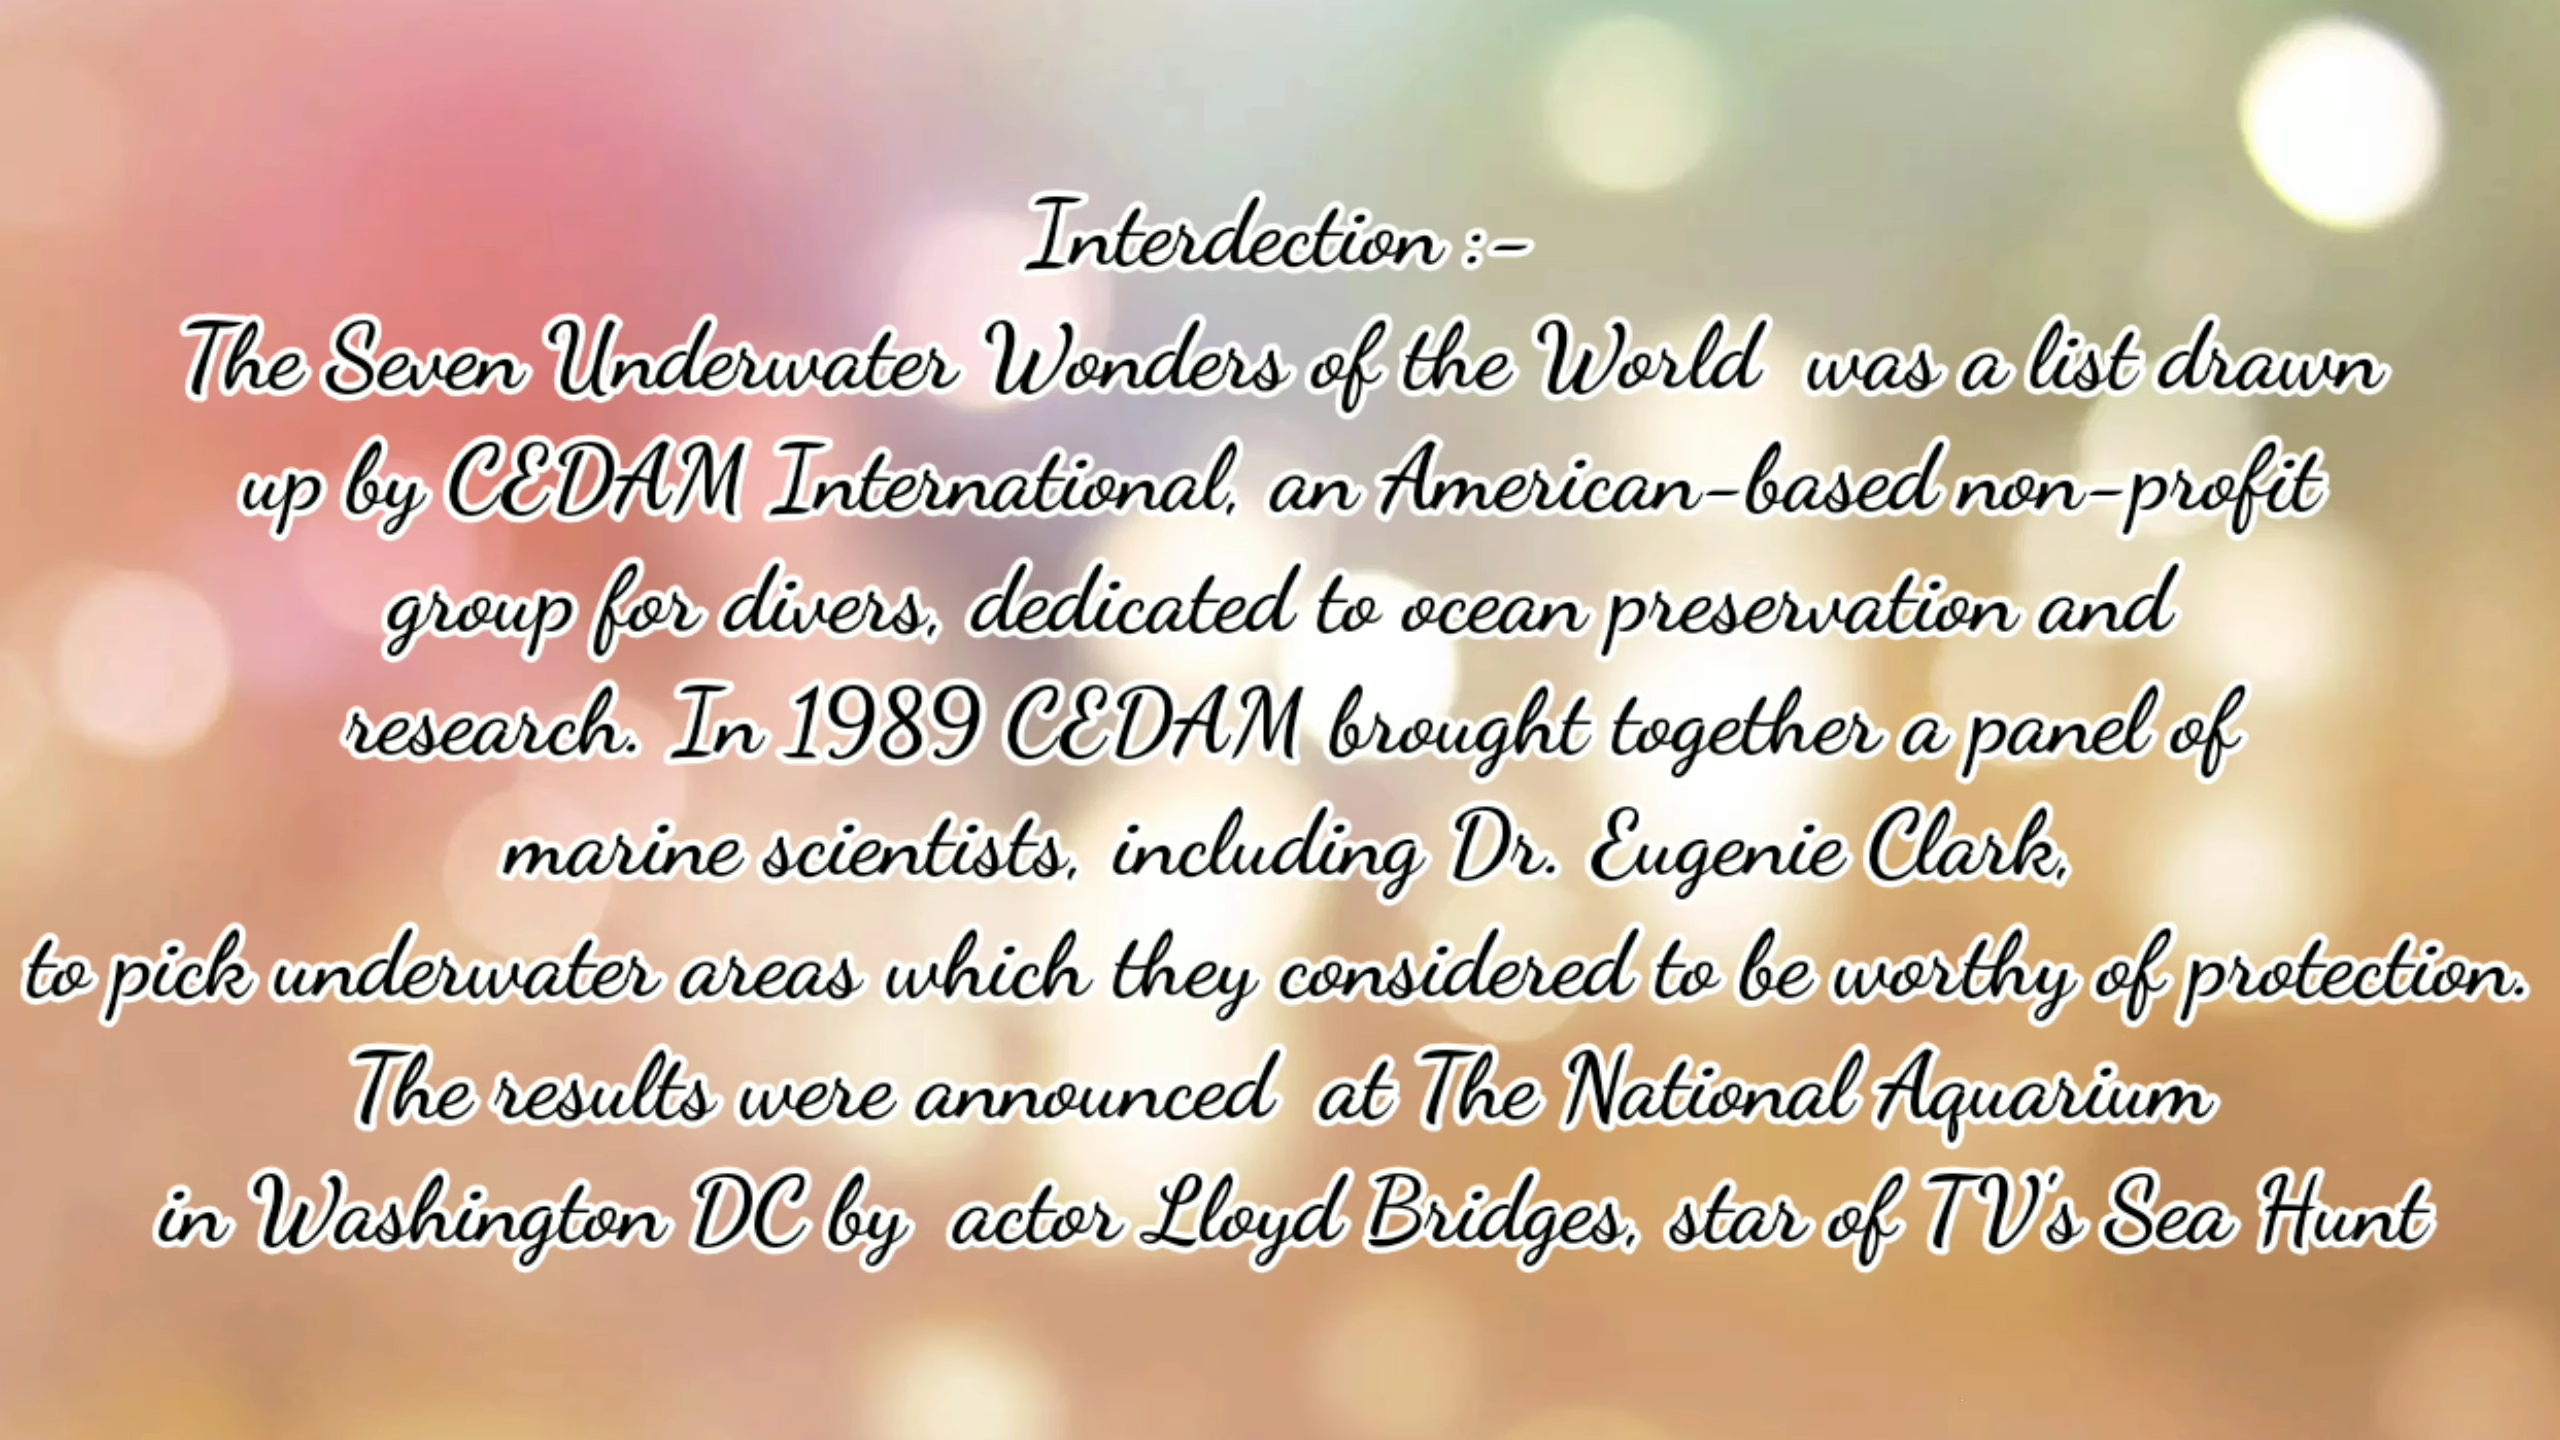 Interdection :-
The Seven Underwater Wonders of the World was a list drawn
up by CEDAM International, an American-based non-profit
group for divers, dedicated to ocean preservation and
research. In 1989 CEDAM brought together a panel of
marine scientists, including Dr. Eugenie Clark,
to pick underwater areas which they considered to be worthy of protection.
The results were announced at The National Aquarium
in Washington DC by actor Lloyd Bridges, star of TV's Sea Hunt